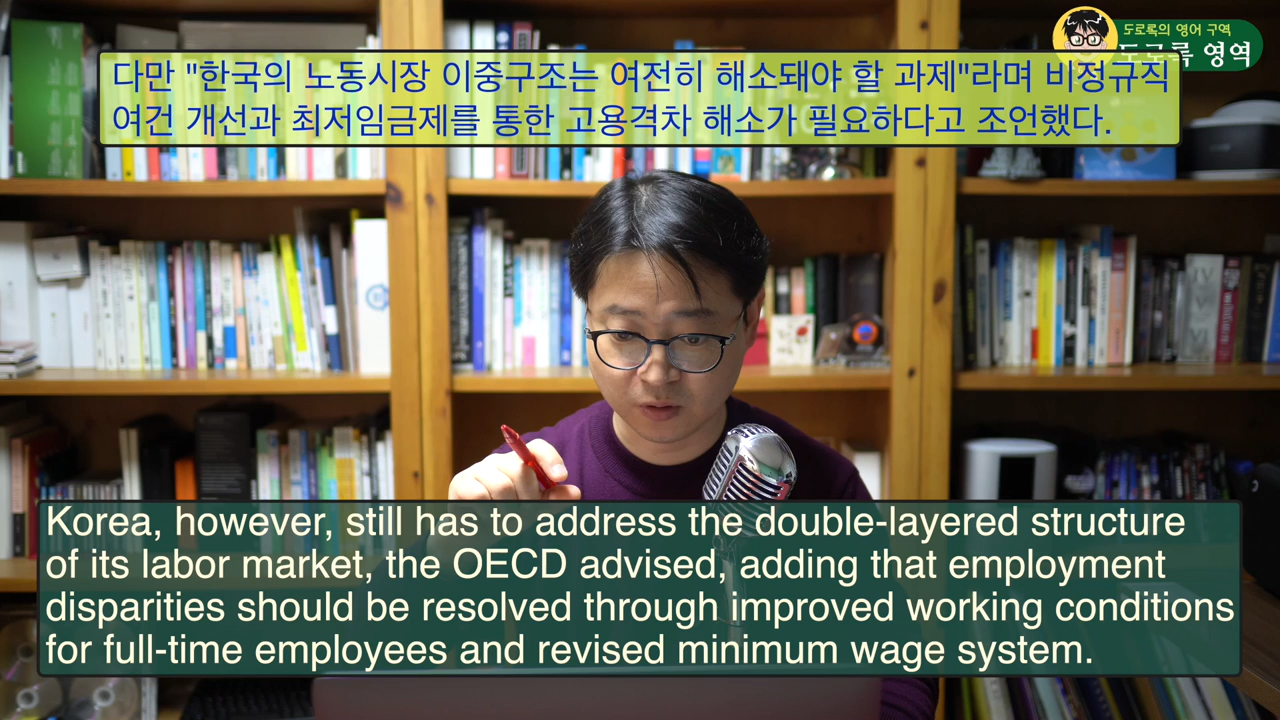 도로록의 영어 구역
도로록 영역
다만 "한국의 노동시장 이중구조는 여전히 해소돼야 할 과제"라며 비정규직
여건 개선과 최저임금제를 통한 고용격차 해소가 필요하다고 조언했다.
Korea, however, still has to address the double-layered structure
of its labor market, the OECD advised, adding that employment
disparities should be resolved through improved working conditions
for full-time employees and revised minimum wage system.